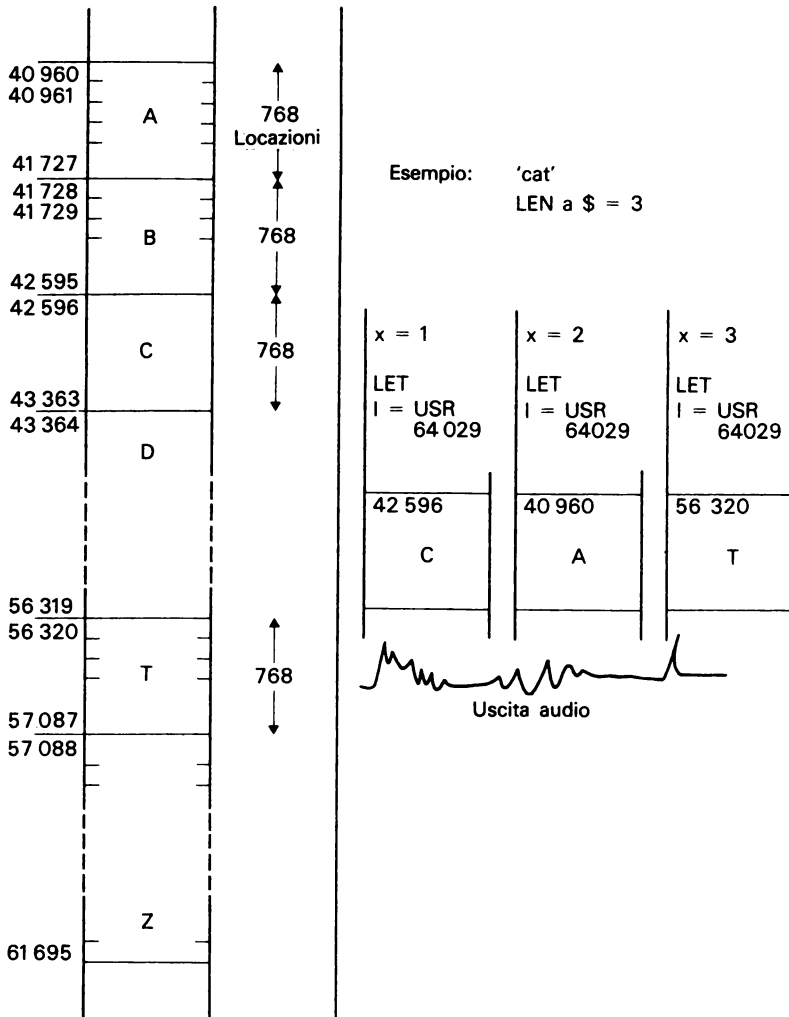 40 960
40 961
A
768
Locazioni
41 727
41 728
41 729
B
768
42 595
42 596
C
768
43 363
43 364
D
56 319
56 320
T
768
57 087
57 088
Z
61 695
Esempio: 'cat'
LEN a $ = 3
x = 1
LET
l = USR
64 029
42 596
C
x = 2
LET
l = USR
64029
40 960
A
x = 3
LET
l = USR
64029
56 320
T
Uscita audio